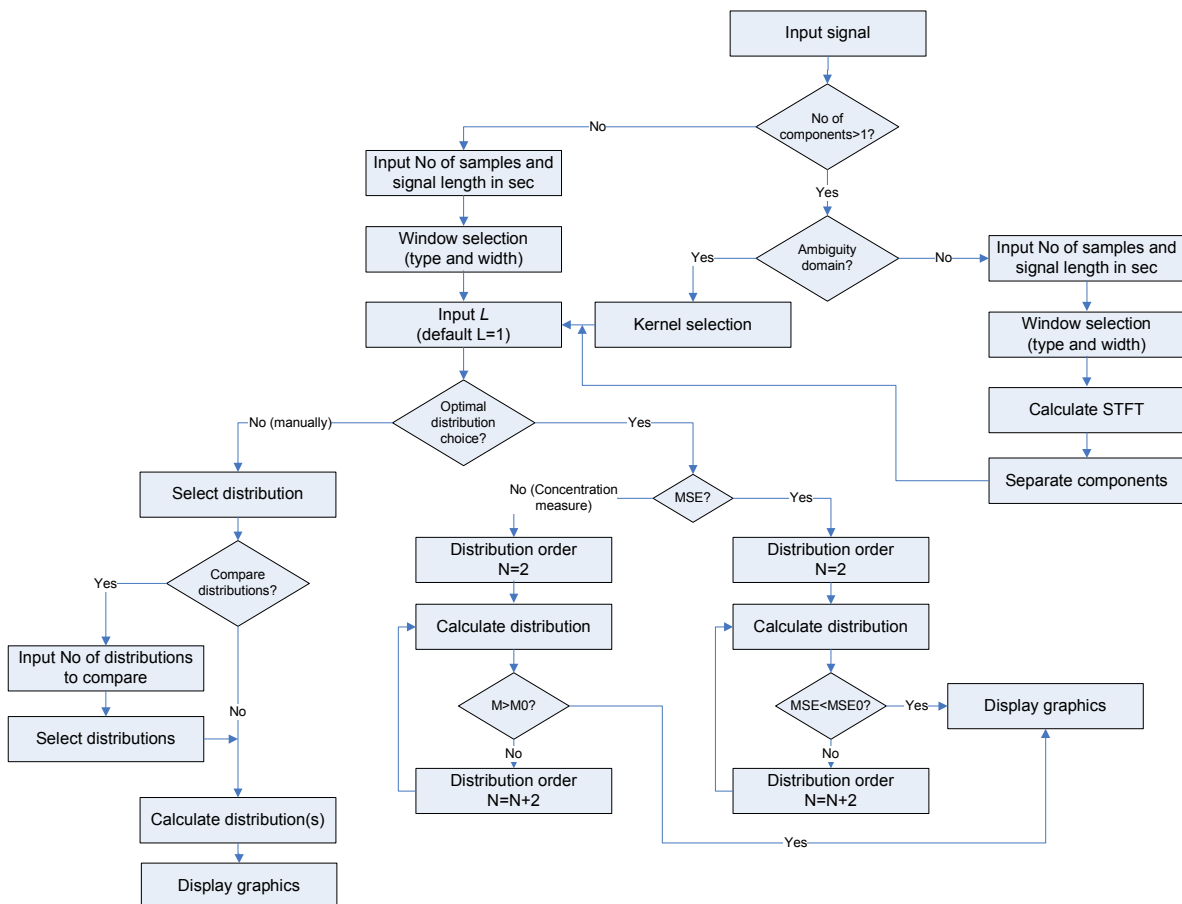 Input signal
No of
components>1?
No
Yes
Input No of samples and
signal length in sec
Window selection
(type and width)
Ambiguity
domain?
Yes
No
Input No of samples and
signal length in sec
Input L
(default L=1)
Kernel selection
Window selection
(type and width)
Calculate STFT
Separate components
Optimal
distribution
choice?
No (manually)
Yes
Select distribution
No (Concentration
measure)
MSE?
Yes
Compare
distributions?
Yes
No
Input No of distributions
to compare
Select distributions
Calculate distribution(s)
Display graphics
Distribution order
N=2
Calculate distribution
M>M0?
No
Distribution order
N=N+2
Yes
Distribution order
N=2
Calculate distribution
MSE<MSE0?
Yes
No
Distribution order
N=N+2
Display graphics